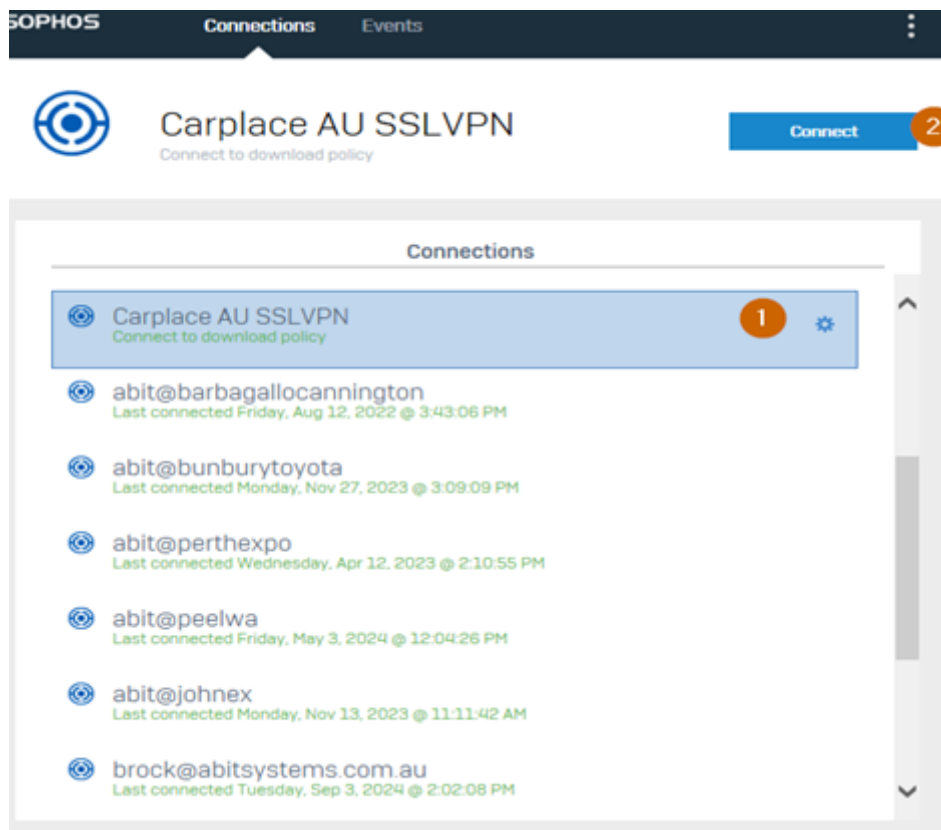 SOPHOS Connections Events
Carplace AU SSLVPN
Connect to download policy
Connect 2
Connections
Carplace AU SSLVPN
Connect to download policy
1
abit@barbagallocannington
Last connected Friday, Aug 12, 2022 @ 3:43:06 PM
abit@bunburytoyota
Last connected Monday, Nov 27, 2023 @ 3:09:09 PM
abit@perthexpo
Last connected Wednesday, Apr 12, 2023 @ 2:10:55 PM
abit@peelwa
Last connected Friday, May 3, 2024 @ 12:04:26 PM
abit@johnex
Last connected Monday, Nov 13, 2023 @ 11:11:42 AM
brock@abitsystems.com.au
Last connected Tuesday, Sep 3, 2024 @ 2:02:08 PM